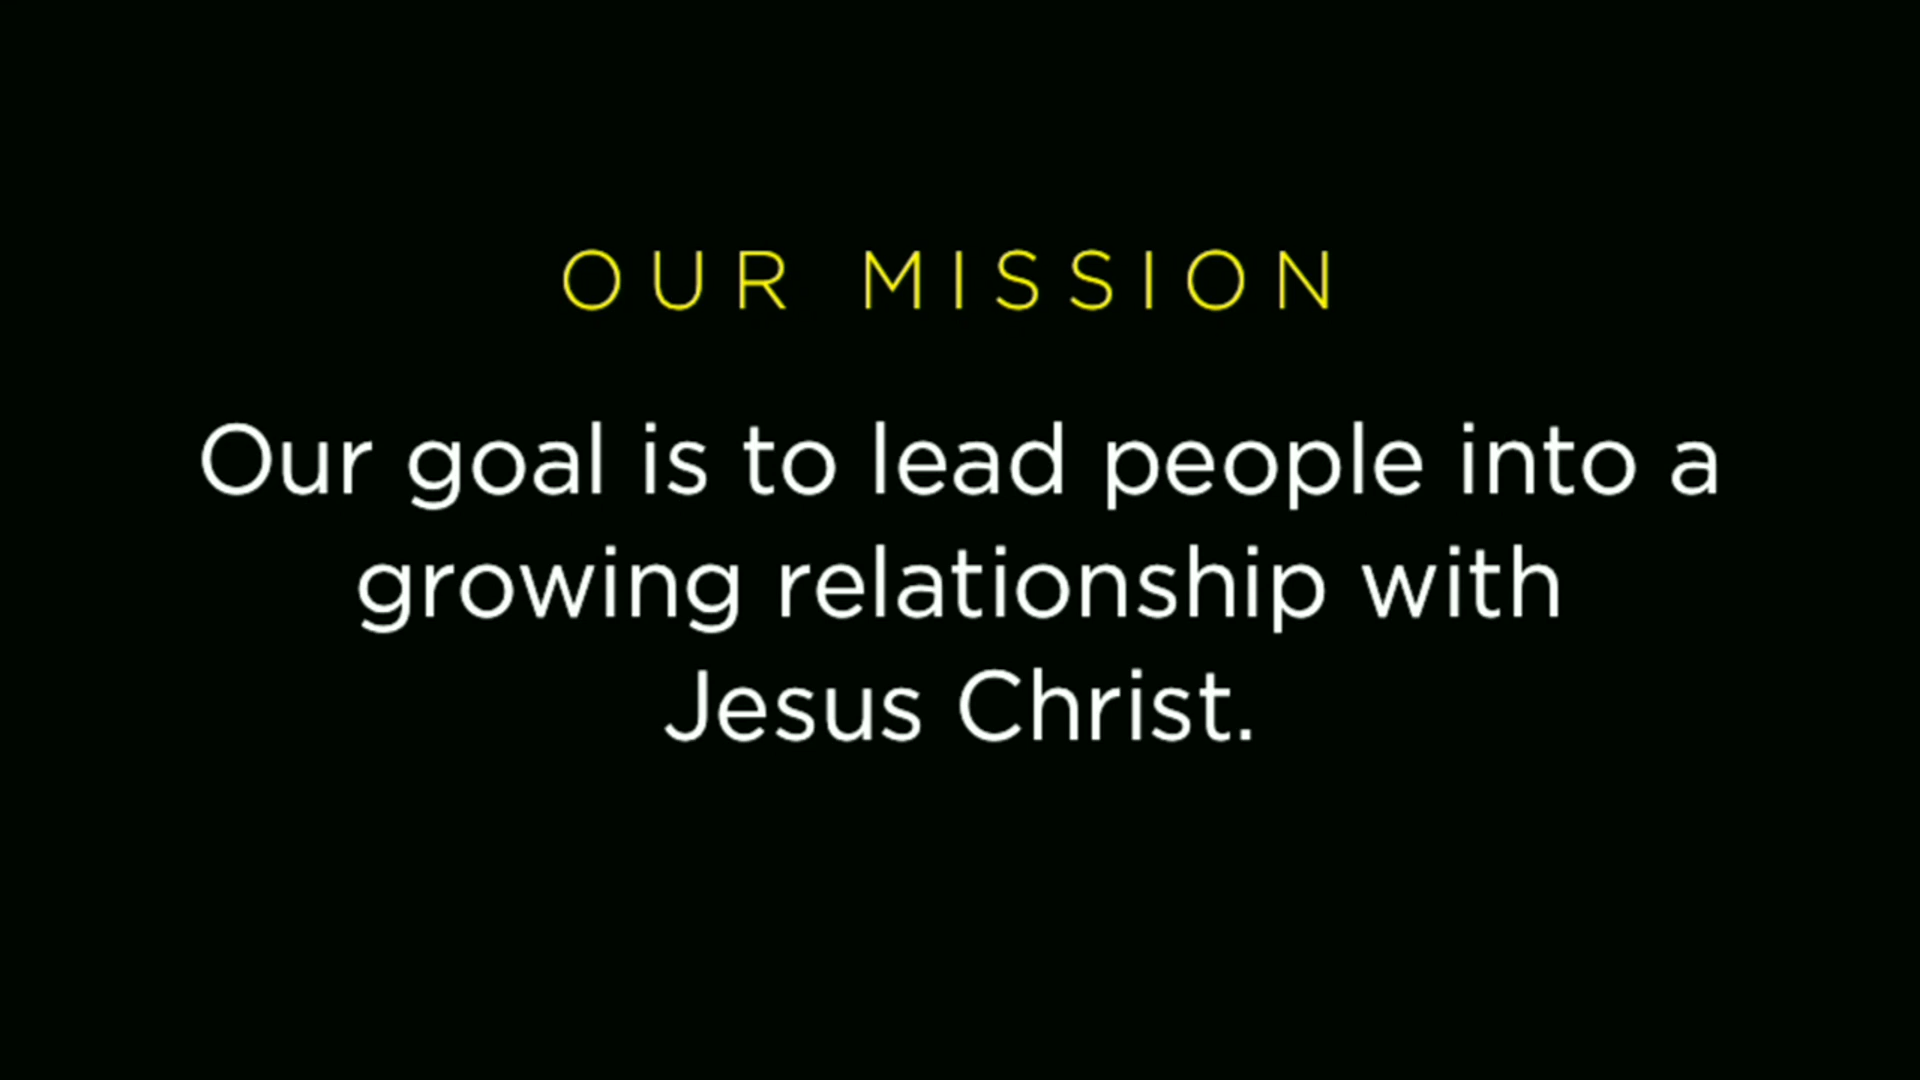 OUR MISSION
Our goal is to lead people into a
growing relationship with
Jesus Christ.